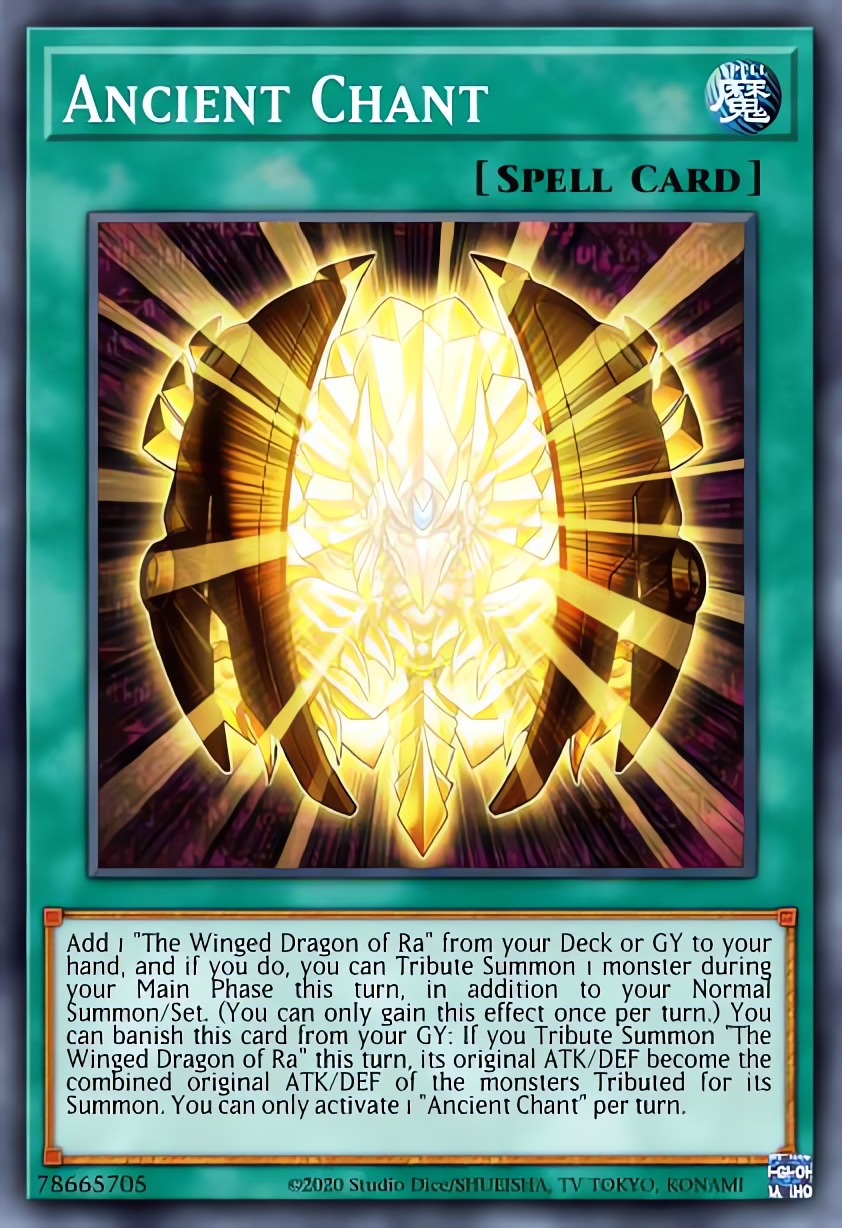 ANCIENT CHANT
魔
[SPELL CARD]
Add 1 "The Winged Dragon of Ra" from your Deck or GY to your
hand, and if you do, you can Tribute Summon 1 monster during
your Main Phase this turn, in addition to your Normal
Summon/Set. (You can only gain this effect once per turn.) You
can banish this card from your GY: If you Tribute Summon "The
Winged Dragon of Ra" this turn, its original ATK/DEF become the
combined original ATK/DEF of the monsters Tributed for its
Summon. You can only activate 1 "Ancient Chant" per turn.
78665705
©2020 Studio Dice/SHUEISHA, TV TOKYO, KONAMI